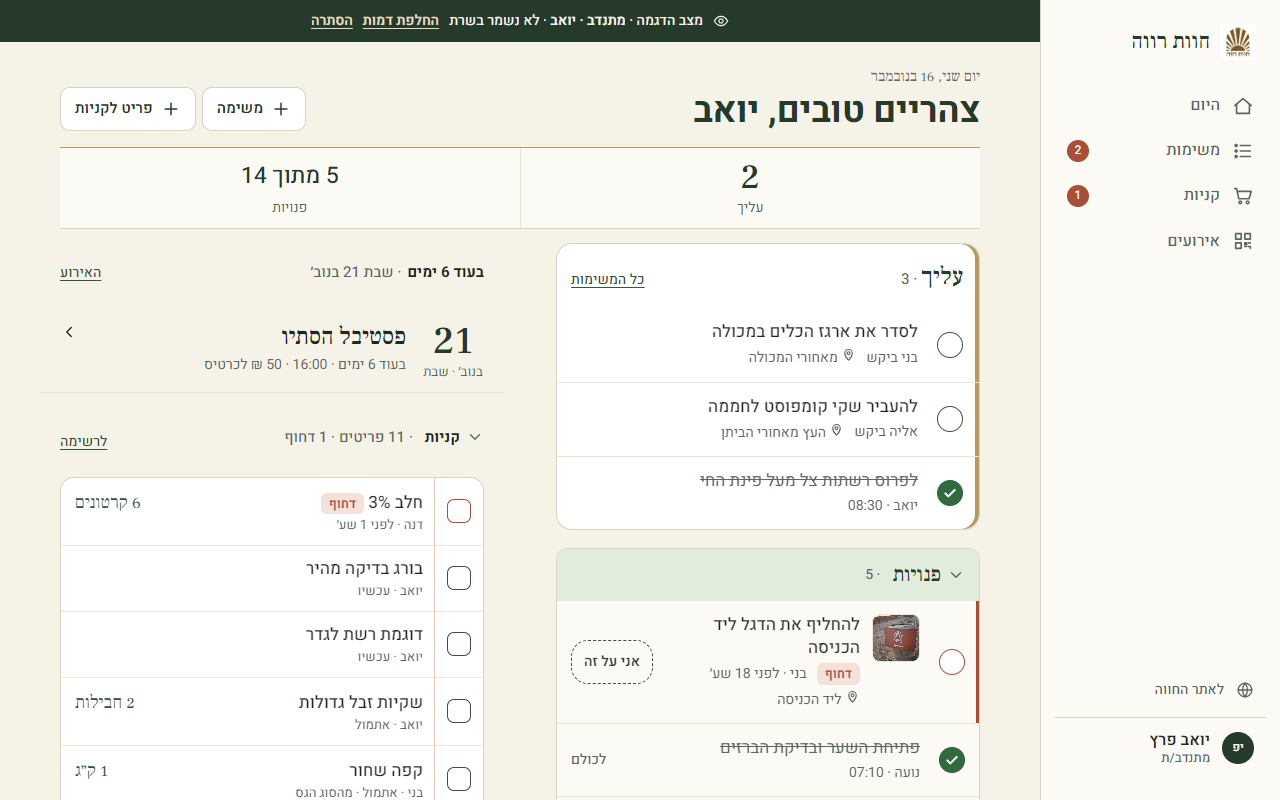 מצב הדגמה · מתנדב · יואב · לא נשמר בשרת החלפת דמות הסתרה
חוות רווה
היום
משימות 2
קניות 1
אירועים
לאתר החווה
יפ
יואב פרץ
מתנדב/ת
יום שני, 16 בנובמבר
צהריים טובים, יואב
משימה
פריט לקניות
2
עליך
5 מתוך 14
פנויות
עליך · 3
כל המשימות
לסדר את ארגז הכלים במכולה
בני ביקש מאחורי המכולה
להעביר שקי קומפוסט לחממה
אליה ביקש העץ מאחורי הביתן
לפרוס רשתות צל מעל פינת החי
יואב · 08:30
פנויות · 5
להחליף את הדגל ליד
הכניסה
דחוף בני · לפני 18 שע׳
ליד הכניסה
אני על זה
פתיחת השער ובדיקת הברזים
נועה · 07:10
לכולם
בעוד 6 ימים · שבת 21 בנוב׳
האירוע
21
בנוב׳ · שבת
פסטיבל הסתיו
בעוד 6 ימים · 16:00 · 50 ₪ לכרטיס
קניות · 11 פריטים · 1 דחוף
לרשימה
חלב 3% דחוף
דנה · לפני 1 שע׳
6 קרטונים
בורג בדיקה מהיר
יואב · עכשיו
דוגמת רשת לגדר
יואב · עכשיו
שקיות זבל גדולות
יואב · אתמול
2 חבילות
קפה שחור
בני · אתמול · מהסוג הגס
1 ק״ג